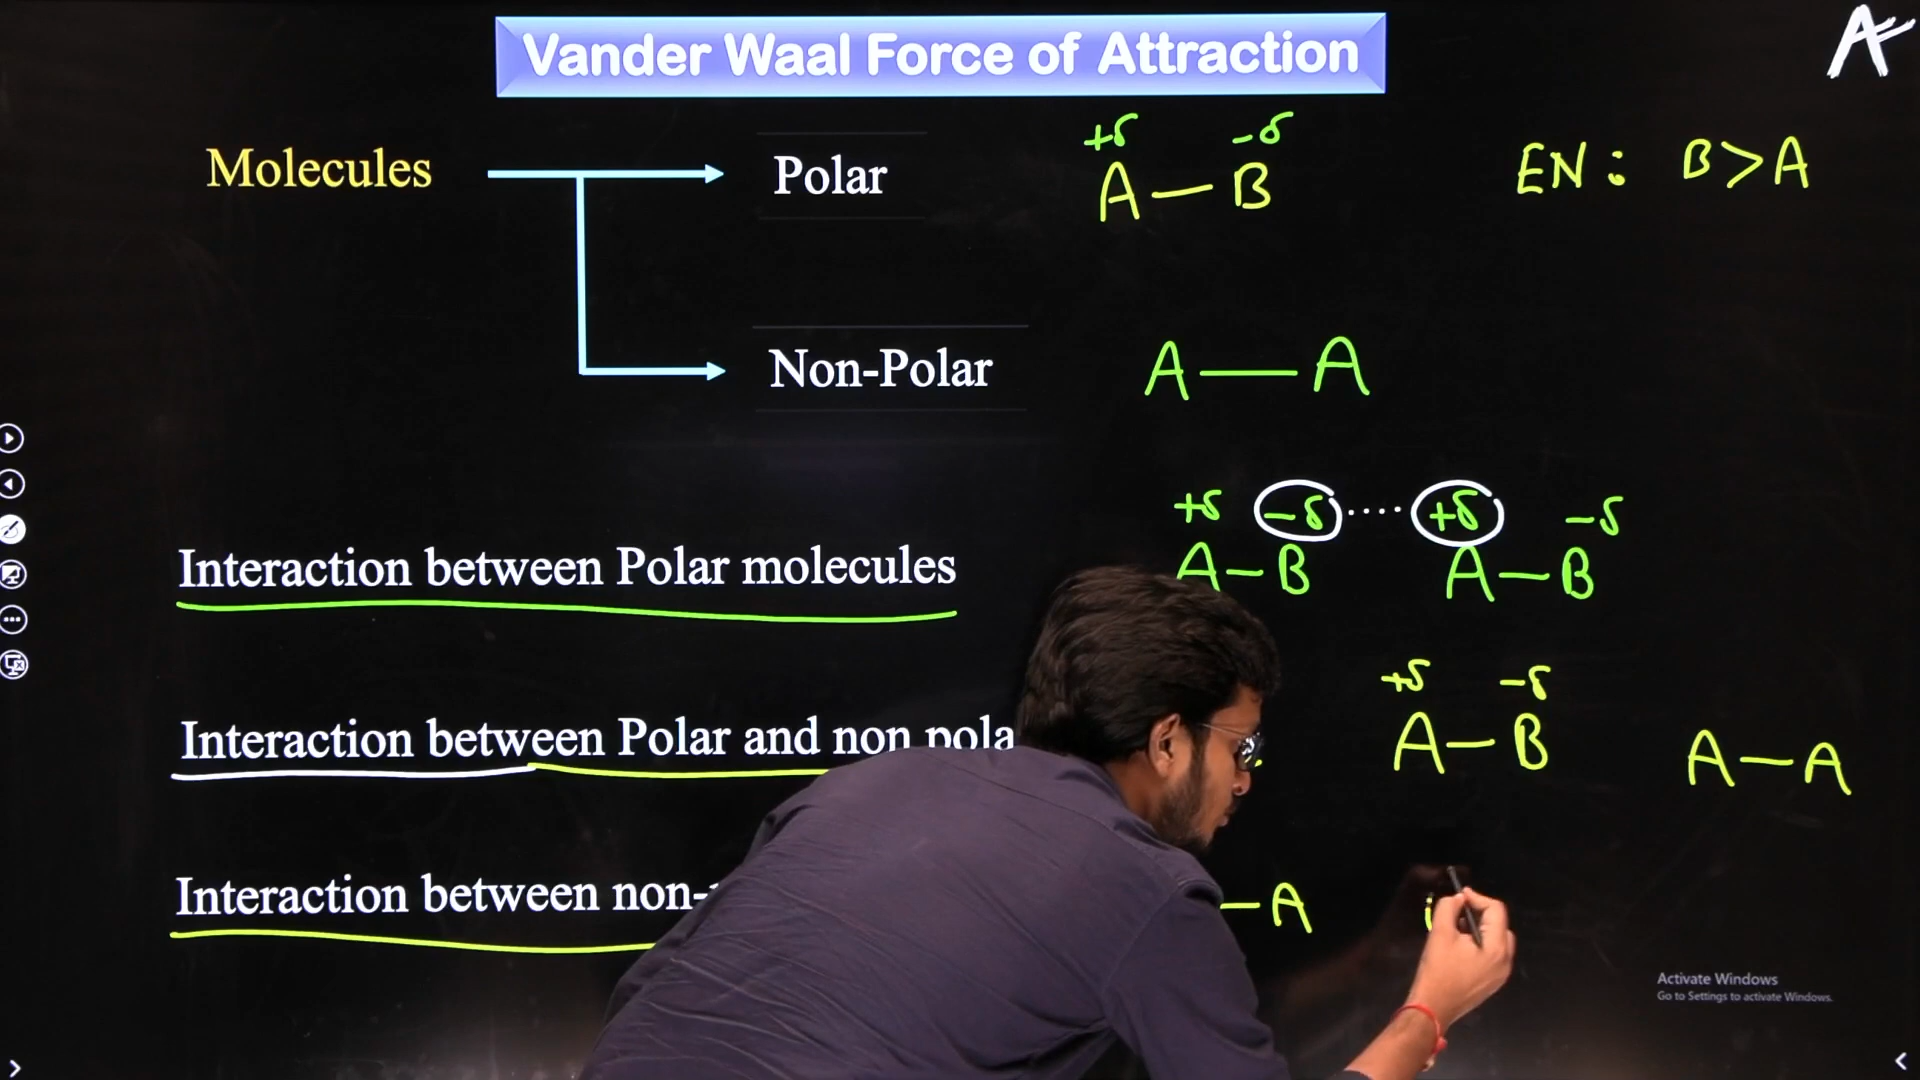 Vander Waal Force of Attraction
+δ -δ
Molecules
Polar
A—B
EN: B>A
Non-Polar
A—A
+δ -δ....+δ -δ
Interaction between Polar molecules
A-B A-B
+δ -δ
Interaction between Polar and non pola
A-B A-A
Interaction between non-
-A
Activate Windows
Go to Settings to activate Windows.